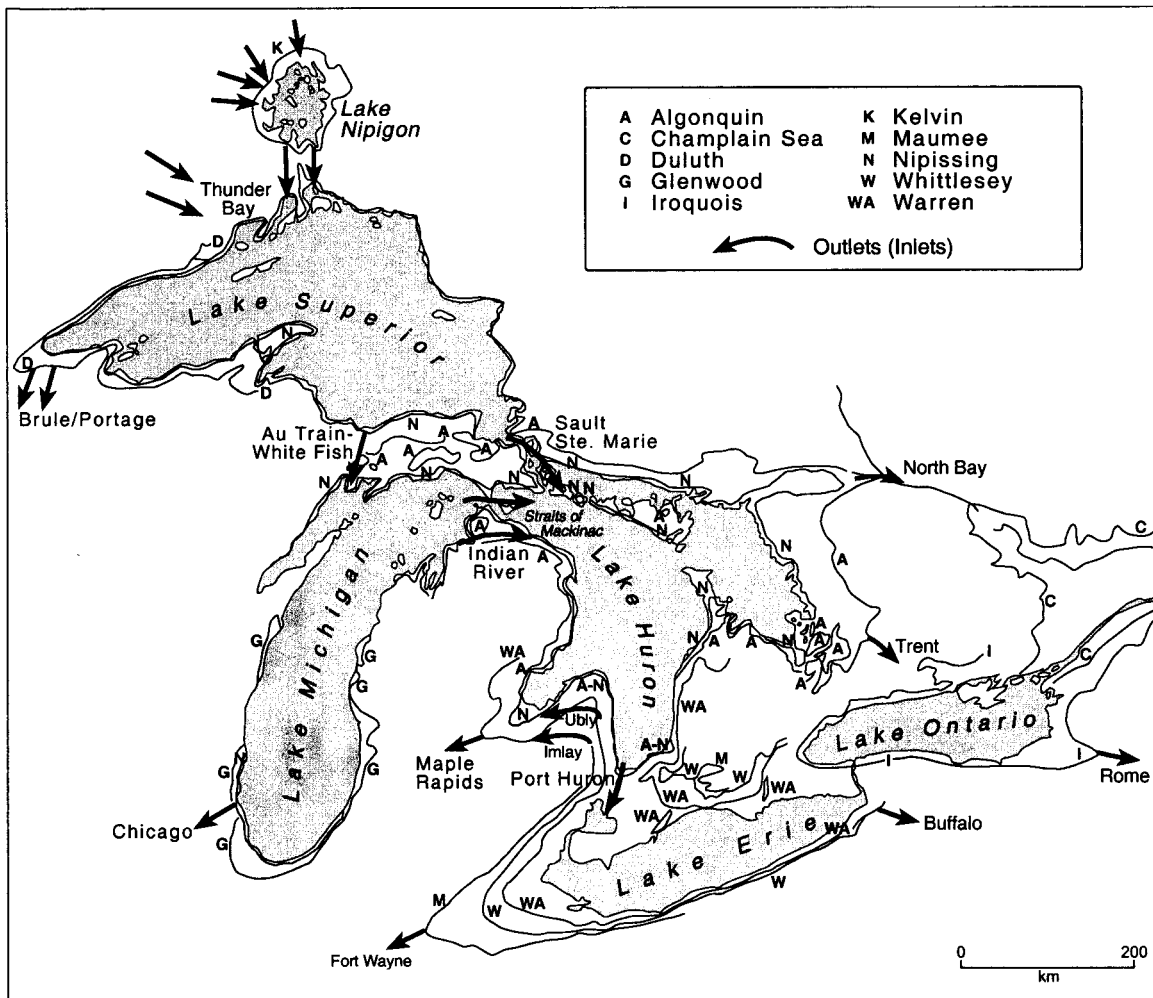 K
Lake
Nipigon
A Algonquin
C Champlain Sea
D Duluth
G Glenwood
I Iroquois
K Kelvin
M Maumee
N Nipissing
W Whittlesey
WA Warren
Outlets (Inlets)
Thunder
Bay
D
Lake Superior
N
D
D
Brule/Portage
Au Train-
White Fish
N
A
A
A
A
N
N
A
Sault
Ste. Marie
N
N
N
N
N
A
N
Straits of
Mackinac
A
Indian
River
A
North Bay
C
A
C
N
N
N
A
A
N
A
A
A
A
Trent
I
C
Lake Michigan
Lake Huron
G
G
G
G
G
G
G
WA
A
A-N
N
Ubly
Imlay
Maple
Rapids
Port Huron
A-N
WA
Lake Ontario
I
I
Rome
W
M
W
WA
WA
WA
WA
Buffalo
Chicago
Lake Erie
M
W
WA
W
Fort Wayne
0 200
km